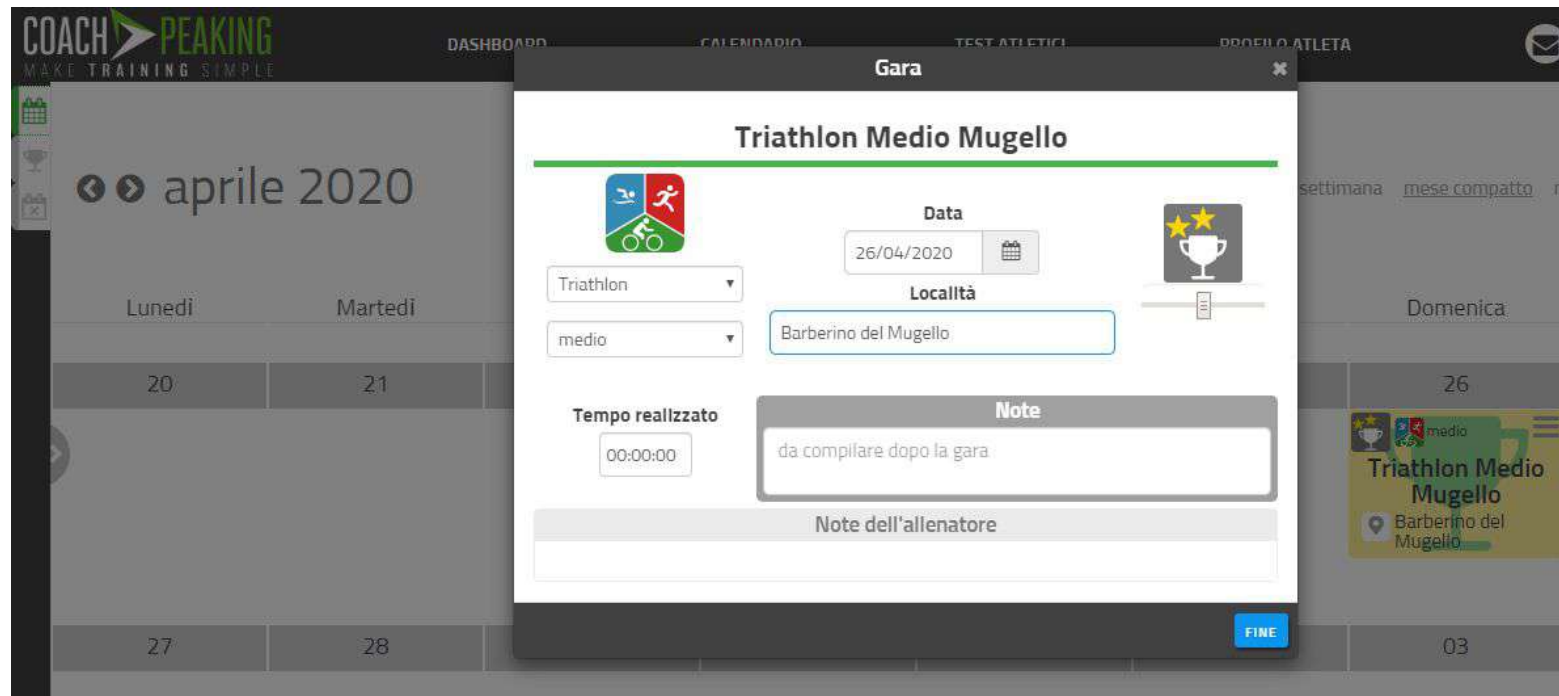 COACH PEAKING
MAKE TRAINING SIMPLE
DASHBOARD
CALENDARIO
TEST ATLETICI
PROFILO ATLETA
Gara
Triathlon Medio Mugello
aprile 2020
settimana mese compatto
Data
26/04/2020
Triathlon
Località
medio
Barberino del Mugello
Lunedì Martedì Domenica
20 21 26
Tempo realizzato
00:00:00
Note
da compilare dopo la gara
medio
Triathlon Medio
Mugello
Barberino del
Mugello
Note dell'allenatore
FINE
27 28 03